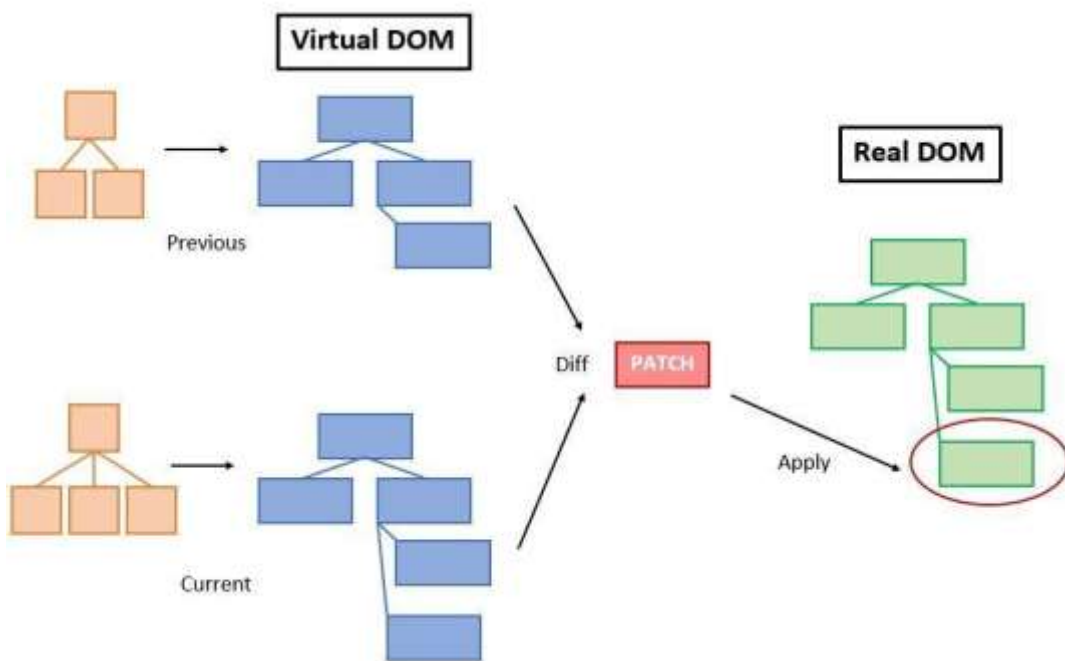 Virtual DOM
Real DOM
Previous
Diff
PATCH
Apply
Current